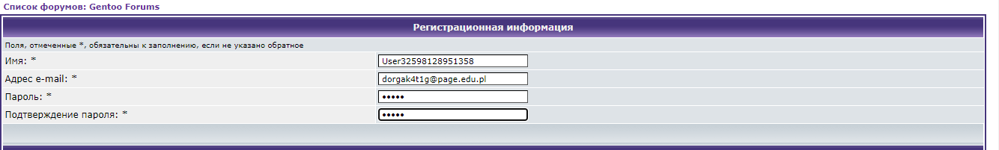 Список форумов: Gentoo Forums
Регистрационная информация
Поля, отмеченные *, обязательны к заполнению, если не указано обратное
Имя: * User32598128951358
Адрес e-mail: * dorgak4t1g@page.edu.pl
Пароль: * •••••
Подтверждение пароля: * •••••